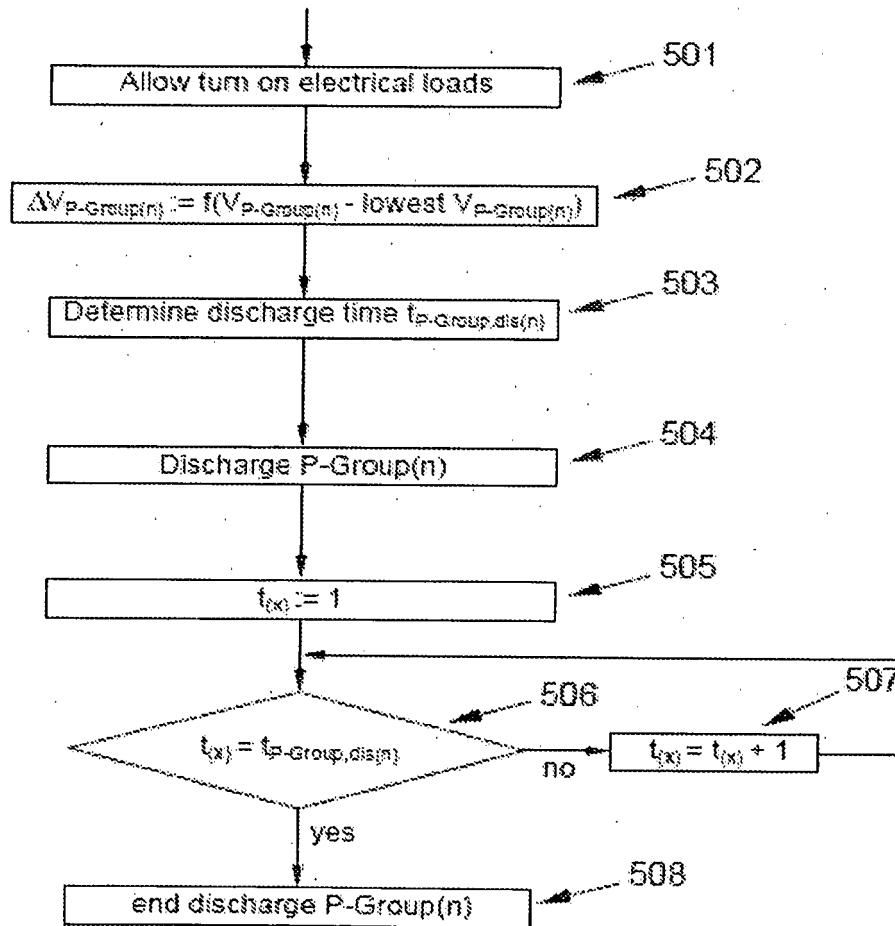 Allow turn on electrical loads
501
502
ΔV_P-Group(n) := f(V_P-Group(n) - lowest V_P-Group(n))
503
Determine discharge time t_P-Group,dis(n)
504
Discharge P-Group(n)
505
t_(x) := 1
506
507
t_(x) = t_P-Group,dis(n)
no
t_(x) = t_(x) + 1
yes
508
end discharge P-Group(n)